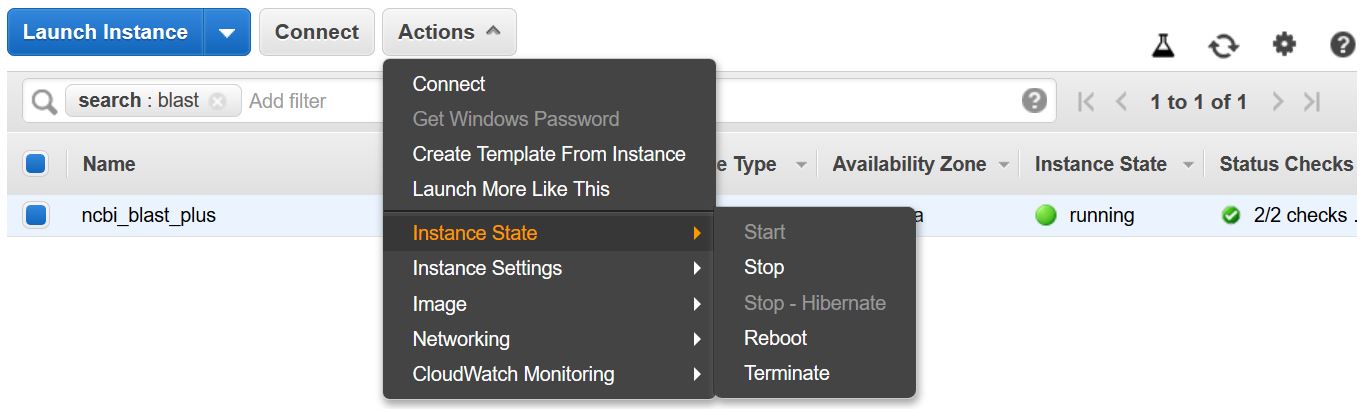 Launch Instance Connect Actions
Connect
search : blast Add filter 1 to 1 of 1
Get Windows Password
Create Template From Instance
Name Type Availability Zone Instance State Status Checks
Launch More Like This
ncbi_blast_plus running 2/2 checks
Instance State Start
Instance Settings Stop
Image Stop - Hibernate
Networking Reboot
CloudWatch Monitoring Terminate